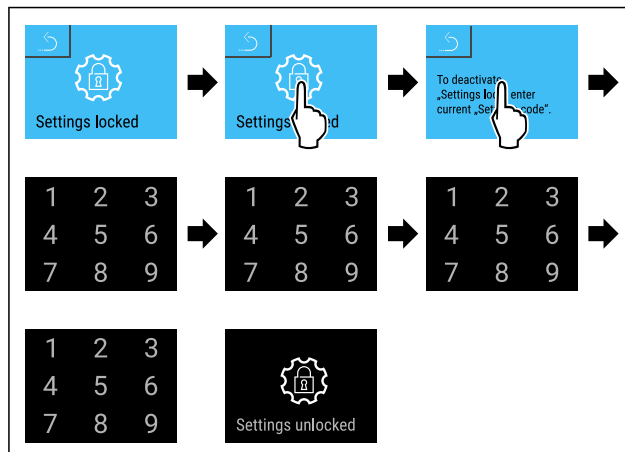 Settings locked
Settings
To deactivate
„Settings enter
current code“.
1 2 3
4 5 6
7 8 9
1 2 3
4 5 6
7 8 9
1 2 3
4 5 6
7 8 9
1 2 3
4 5 6
7 8 9
Settings unlocked